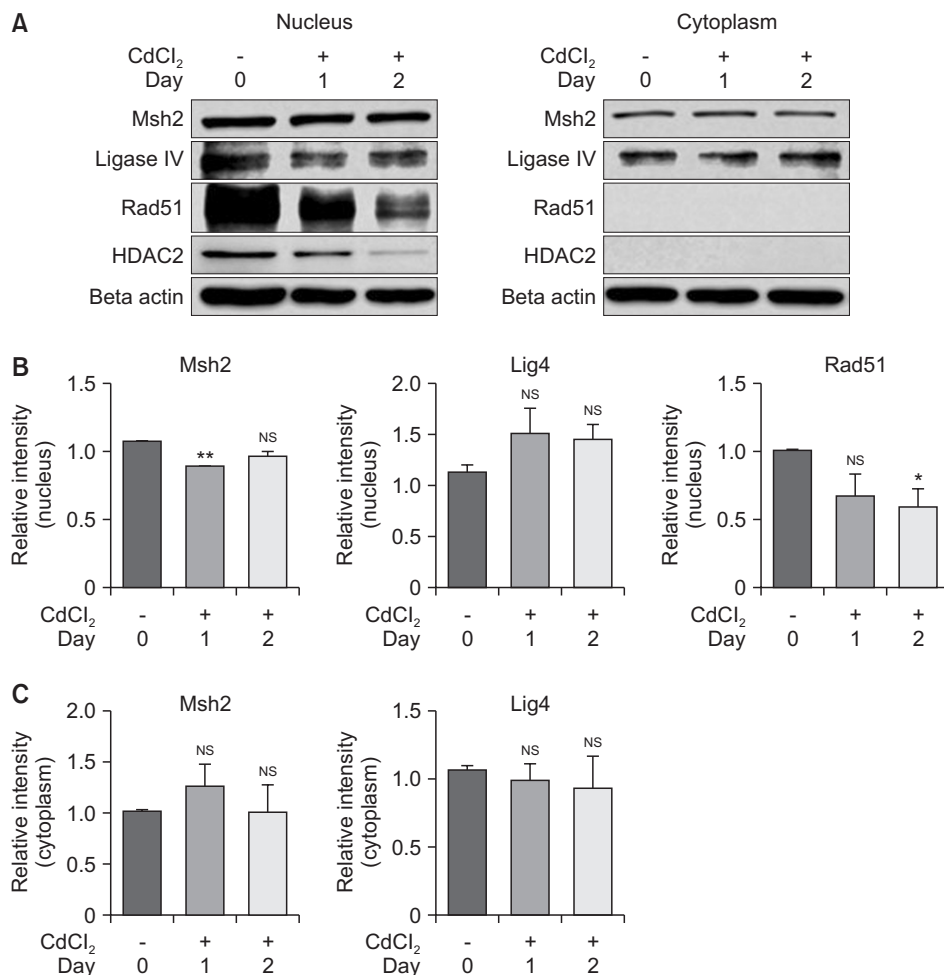 A
Nucleus
CdCl2 - + +
Day 0 1 2
Msh2
Ligase IV
Rad51
HDAC2
Beta actin
Cytoplasm
CdCl2 - + +
Day 0 1 2
Msh2
Ligase IV
Rad51
HDAC2
Beta actin
B
Msh2
Relative intensity
(nucleus)
1.5
1.0
0.5
0
**
NS
CdCl2 - + +
Day 0 1 2
Lig4
Relative intensity
(nucleus)
2.0
1.5
1.0
0.5
0
NS
NS
CdCl2 - + +
Day 0 1 2
Rad51
Relative intensity
(nucleus)
1.5
1.0
0.5
0
NS
*
CdCl2 - + +
Day 0 1 2
C
Msh2
Relative intensity
(cytoplasm)
2.0
1.5
1.0
0.5
0
NS
NS
CdCl2 - + +
Day 0 1 2
Lig4
Relative intensity
(cytoplasm)
1.5
1.0
0.5
0
NS
NS
CdCl2 - + +
Day 0 1 2